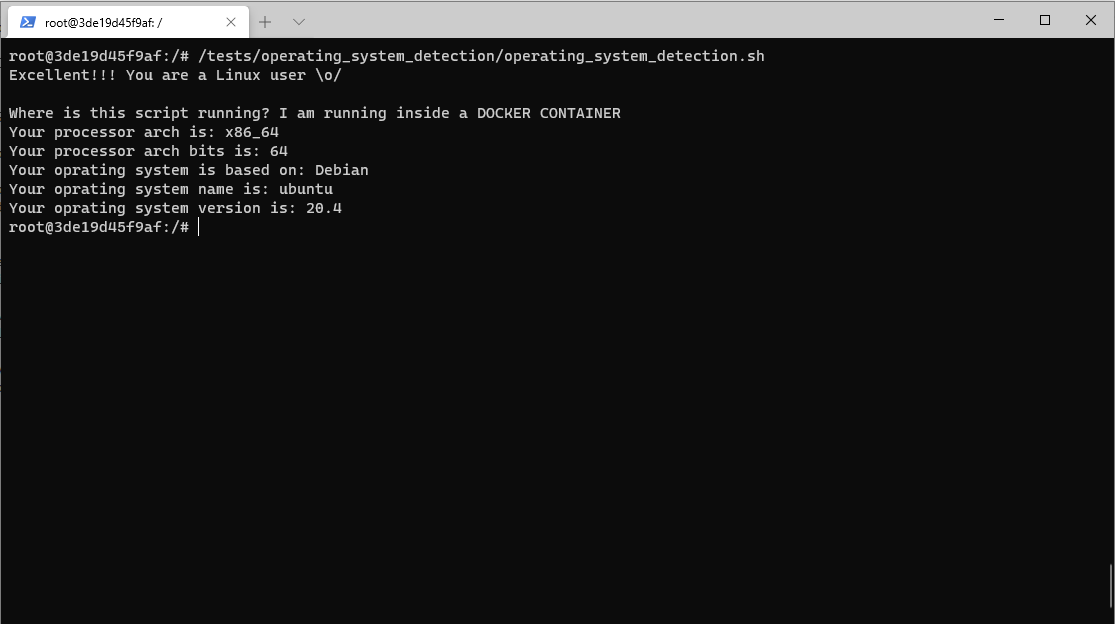 root@3de19d45f9af: /
root@3de19d45f9af:/# /tests/operating_system_detection/operating_system_detection.sh
Excellent!!! You are a Linux user \o/
Where is this script running? I am running inside a DOCKER CONTAINER
Your processor arch is: x86_64
Your processor arch bits is: 64
Your oprating system is based on: Debian
Your oprating system name is: ubuntu
Your oprating system version is: 20.4
root@3de19d45f9af:/#